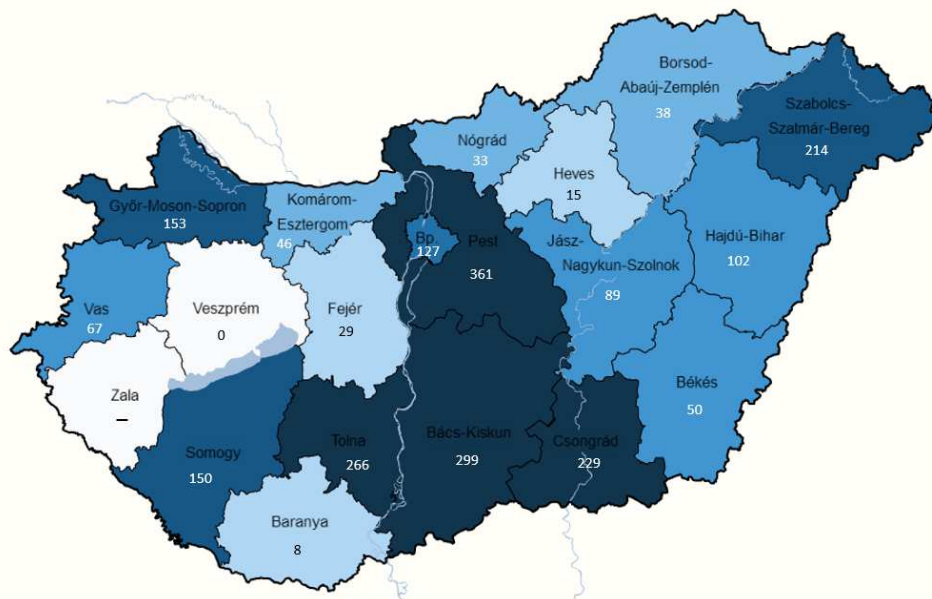 Borsod-
Abaúj-Zemplén
38
Szabolcs-
Szatmár-Bereg
214
Nógrád
33
Heves
15
Győr-Moson-Sopron
153
Komárom-
Esztergom
46
Bp.
127
Pest
361
Jász-
Nagykun-Szolnok
89
Hajdú-Bihar
102
Vas
67
Veszprém
0
Fejér
29
Zala
–
Somogy
150
Tolna
266
Bács-Kiskun
299
Csongrád
229
Békés
50
Baranya
8